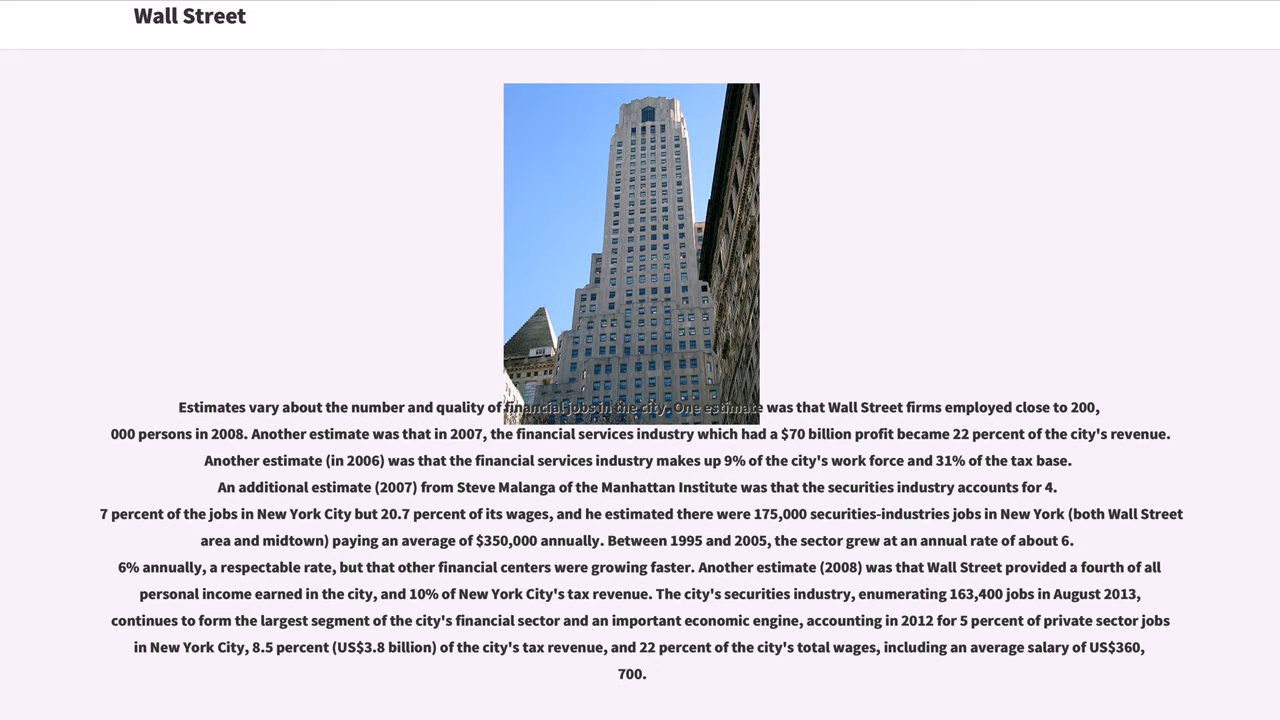 Wall Street
Estimates vary about the number and quality of financial jobs in the city. One estimate was that Wall Street firms employed close to 200,
000 persons in 2008. Another estimate was that in 2007, the financial services industry which had a $70 billion profit became 22 percent of the city's revenue.
Another estimate (in 2006) was that the financial services industry makes up 9% of the city's work force and 31% of the tax base.
An additional estimate (2007) from Steve Malanga of the Manhattan Institute was that the securities industry accounts for 4.
7 percent of the jobs in New York City but 20.7 percent of its wages, and he estimated there were 175,000 securities-industries jobs in New York (both Wall Street
area and midtown) paying an average of $350,000 annually. Between 1995 and 2005, the sector grew at an annual rate of about 6.
6% annually, a respectable rate, but that other financial centers were growing faster. Another estimate (2008) was that Wall Street provided a fourth of all
personal income earned in the city, and 10% of New York City's tax revenue. The city's securities industry, enumerating 163,400 jobs in August 2013,
continues to form the largest segment of the city's financial sector and an important economic engine, accounting in 2012 for 5 percent of private sector jobs
in New York City, 8.5 percent (US$3.8 billion) of the city's tax revenue, and 22 percent of the city's total wages, including an average salary of US$360,
700.